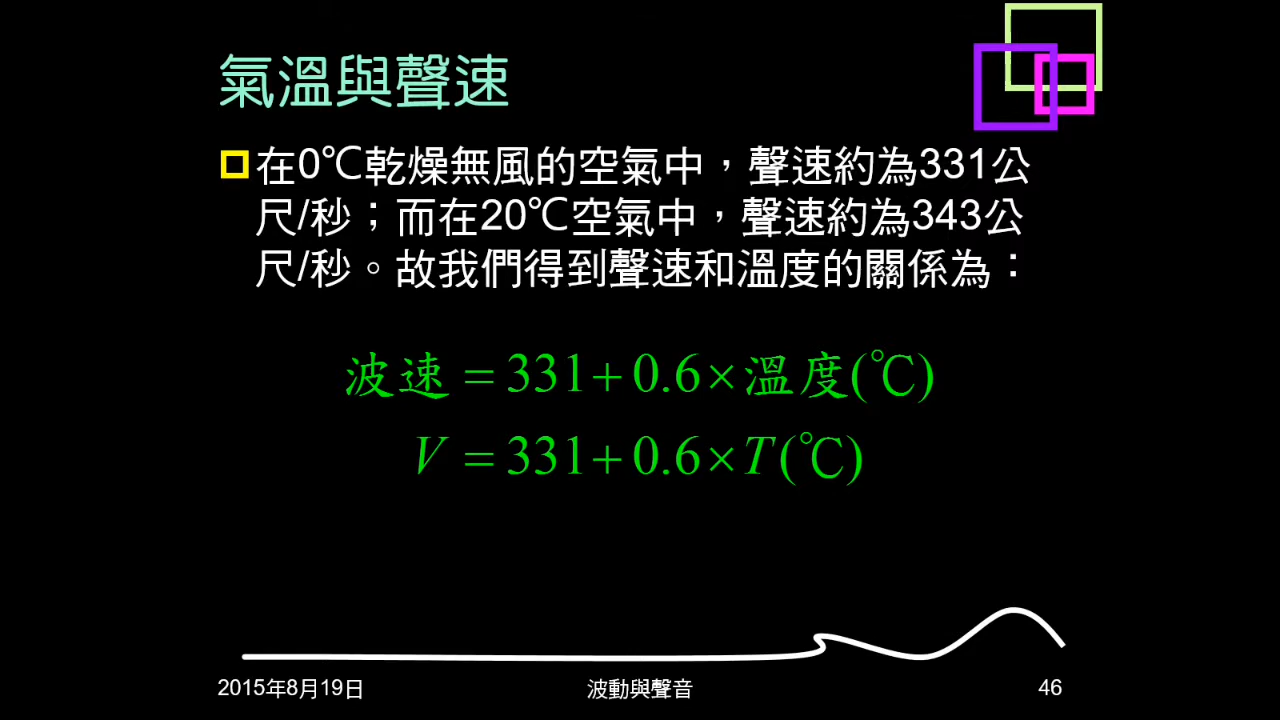 氣溫與聲速
在0℃乾燥無風的空氣中，聲速約為331公
尺/秒；而在20℃空氣中，聲速約為343公
尺/秒。故我們得到聲速和溫度的關係為：
波速=331+0.6×溫度(℃)
V=331+0.6×T(℃)
2015年8月19日
波動與聲音
46